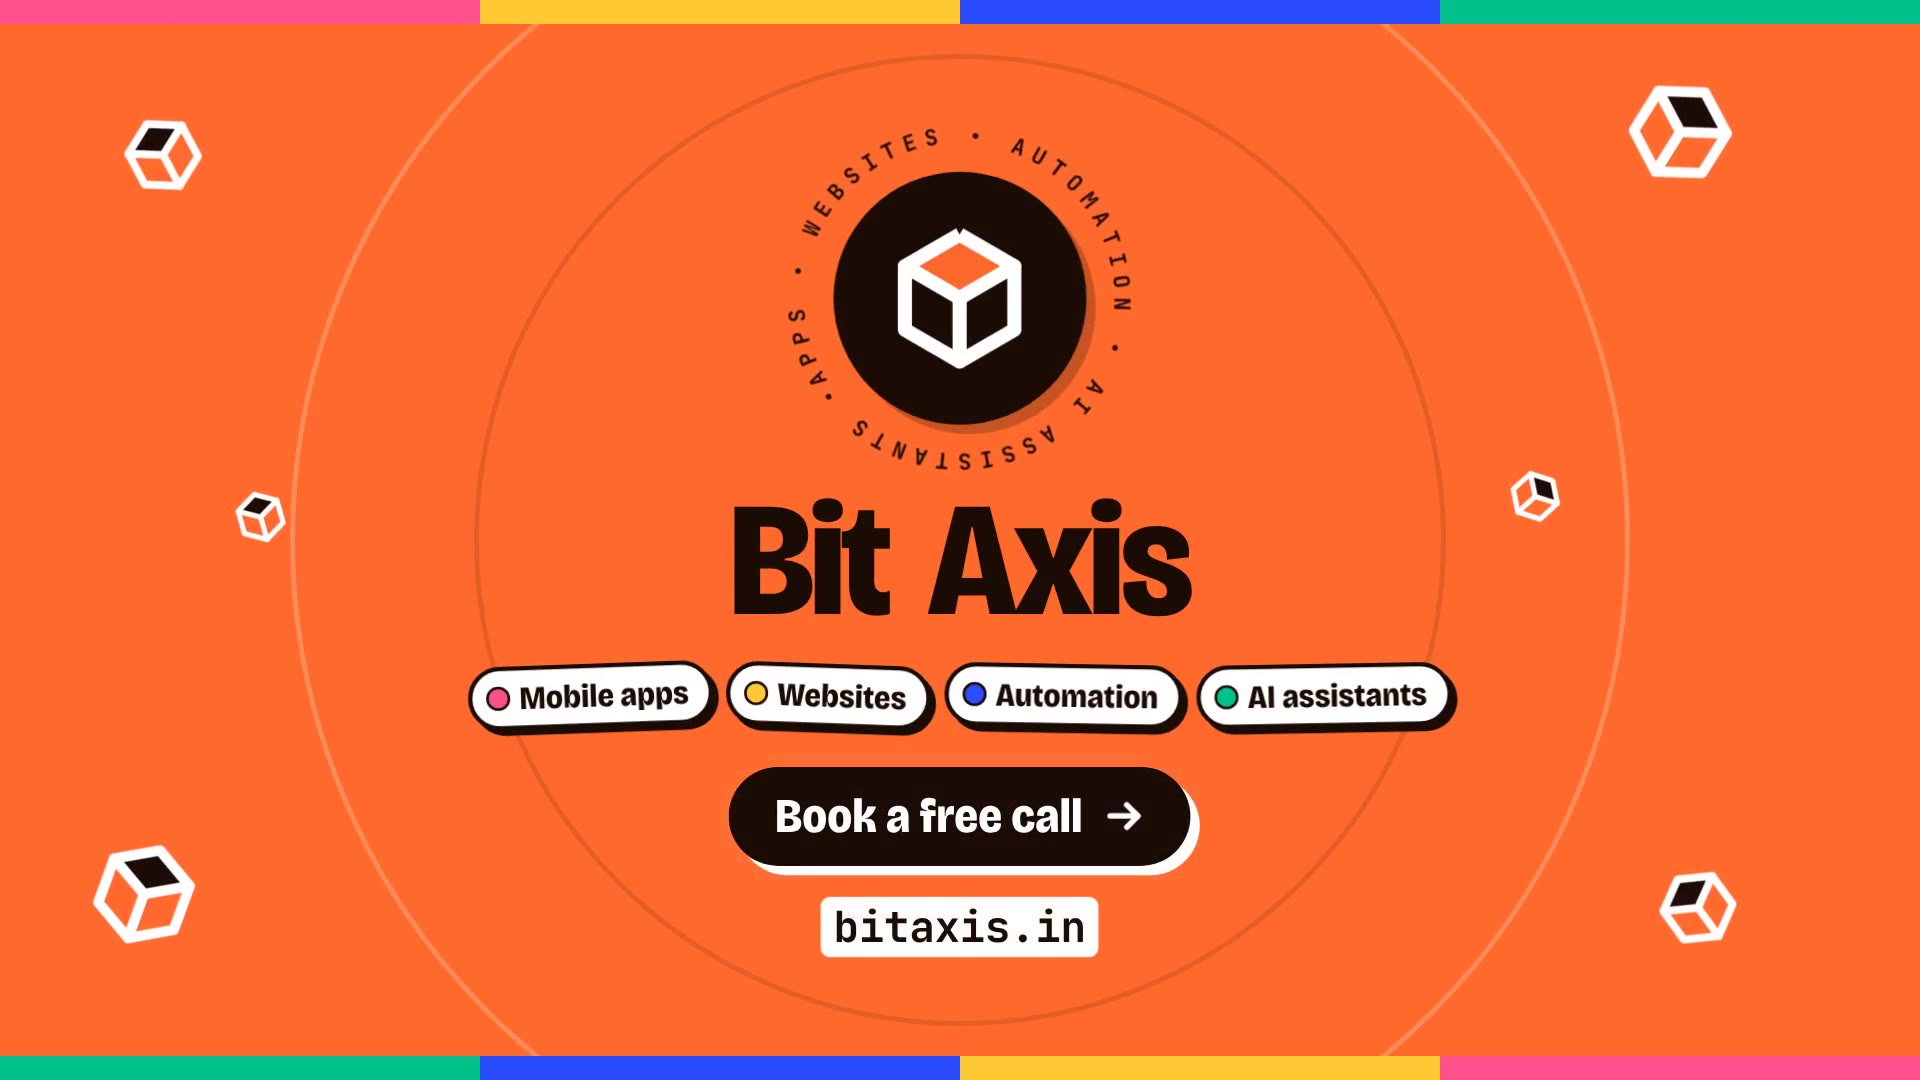 WEBSITES • AUTOMATION • AI ASSISTANTS • APPS •
Bit Axis
Mobile apps
Websites
Automation
AI assistants
Book a free call →
bitaxis.in